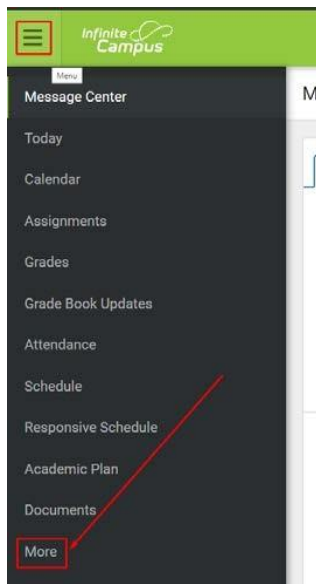 Infinite
Campus
Menu
Message Center
M
Today
Calendar
Assignments
Grades
Grade Book Updates
Attendance
Schedule
Responsive Schedule
Academic Plan
Documents
More